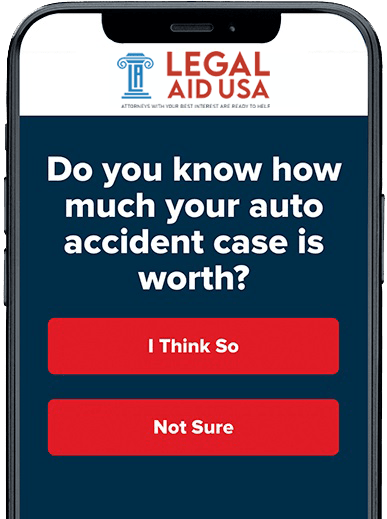 LEGAL
AID USA
ATTORNEYS WITH YOUR BEST INTEREST ARE READY TO HELP
Do you know how
much your auto
accident case is
worth?
I Think So
Not Sure